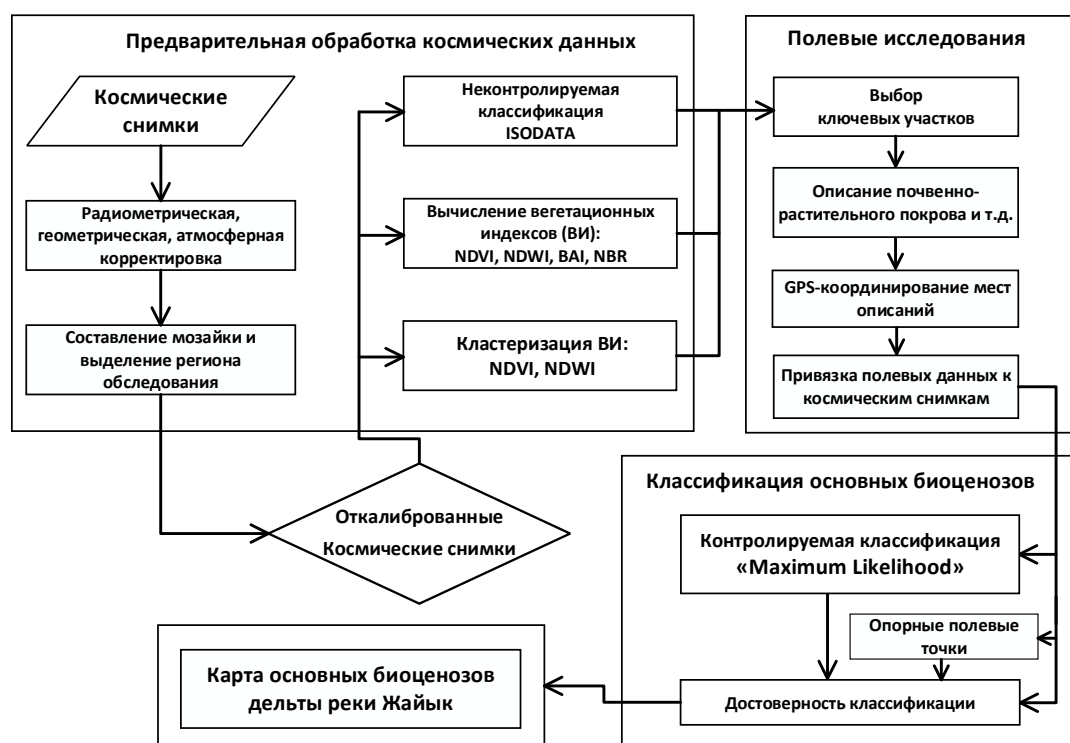 Предварительная обработка космических данных
Космические
снимки
Радиометрическая,
геометрическая, атмосферная
корректировка
Составление мозайки и
выделение региона
обследования
Неконтролируемая
классификация
ISODATA
Вычисление вегетационных
индексов (ВИ):
NDVI, NDWI, BAI, NBR
Кластеризация ВИ:
NDVI, NDWI
Откалиброванные
Космические снимки
Полевые исследования
Выбор
ключевых участков
Описание почвенно-
растительного покрова и т.д.
GPS-координирование мест
описаний
Привязка полевых данных к
космическим снимкам
Классификация основных биоценозов
Контролируемая классификация
«Maximum Likelihood»
Опорные полевые
точки
Достоверность классификации
Карта основных биоценозов
дельты реки Жайык